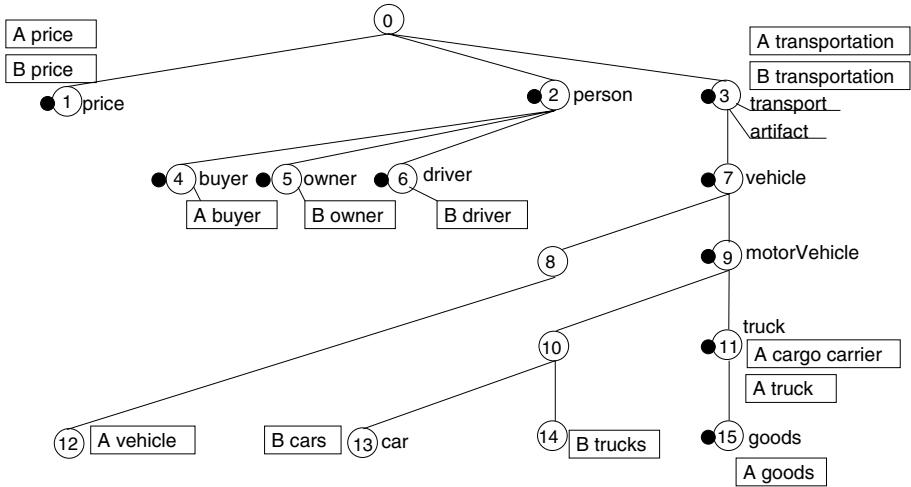 0
A price
A transportation
B price
B transportation
1 price
2 person
3
transport
artifact
4 buyer
5 owner
6 driver
7 vehicle
A buyer
B owner
B driver
8
9 motorVehicle
truck
10
11
A cargo carrier
A truck
12
A vehicle
B cars
13 car
14
B trucks
15 goods
A goods